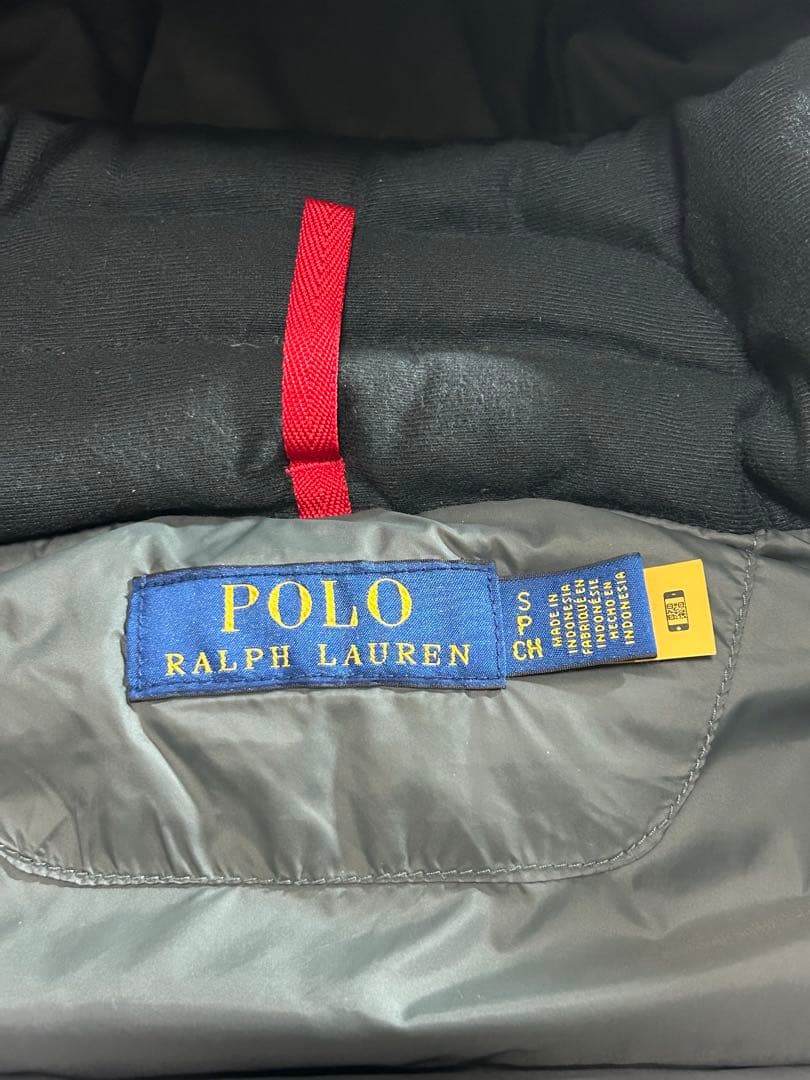 POLO
RALPH LAUREN
S
P
CH
MADE IN
INDONESIA
FABRIQUÉ EN
INDONÉSIE
HECHO EN
INDONESIA